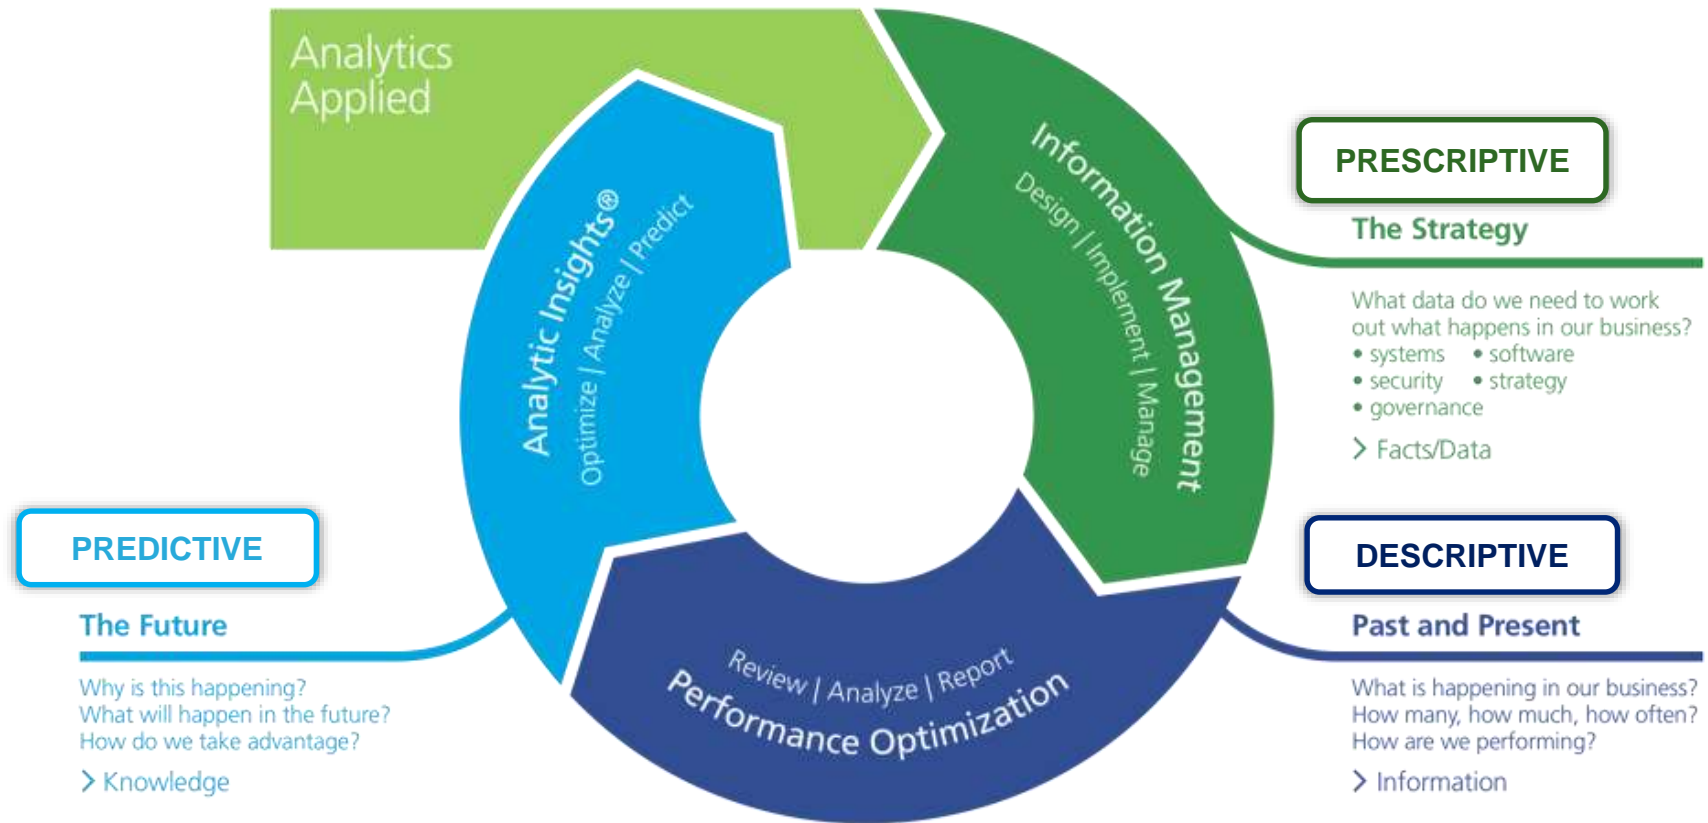 Analytics
Applied
Information Management
Design | Implement | Manage
PRESCRIPTIVE
The Strategy
What data do we need to work
out what happens in our business?
• systems • software
• security • strategy
• governance
> Facts/Data
Analytic Insights®
Optimize | Analyze | Predict
PREDICTIVE
The Future
Why is this happening?
What will happen in the future?
How do we take advantage?
> Knowledge
Review | Analyze | Report
Performance Optimization
DESCRIPTIVE
Past and Present
What is happening in our business?
How many, how much, how often?
How are we performing?
> Information